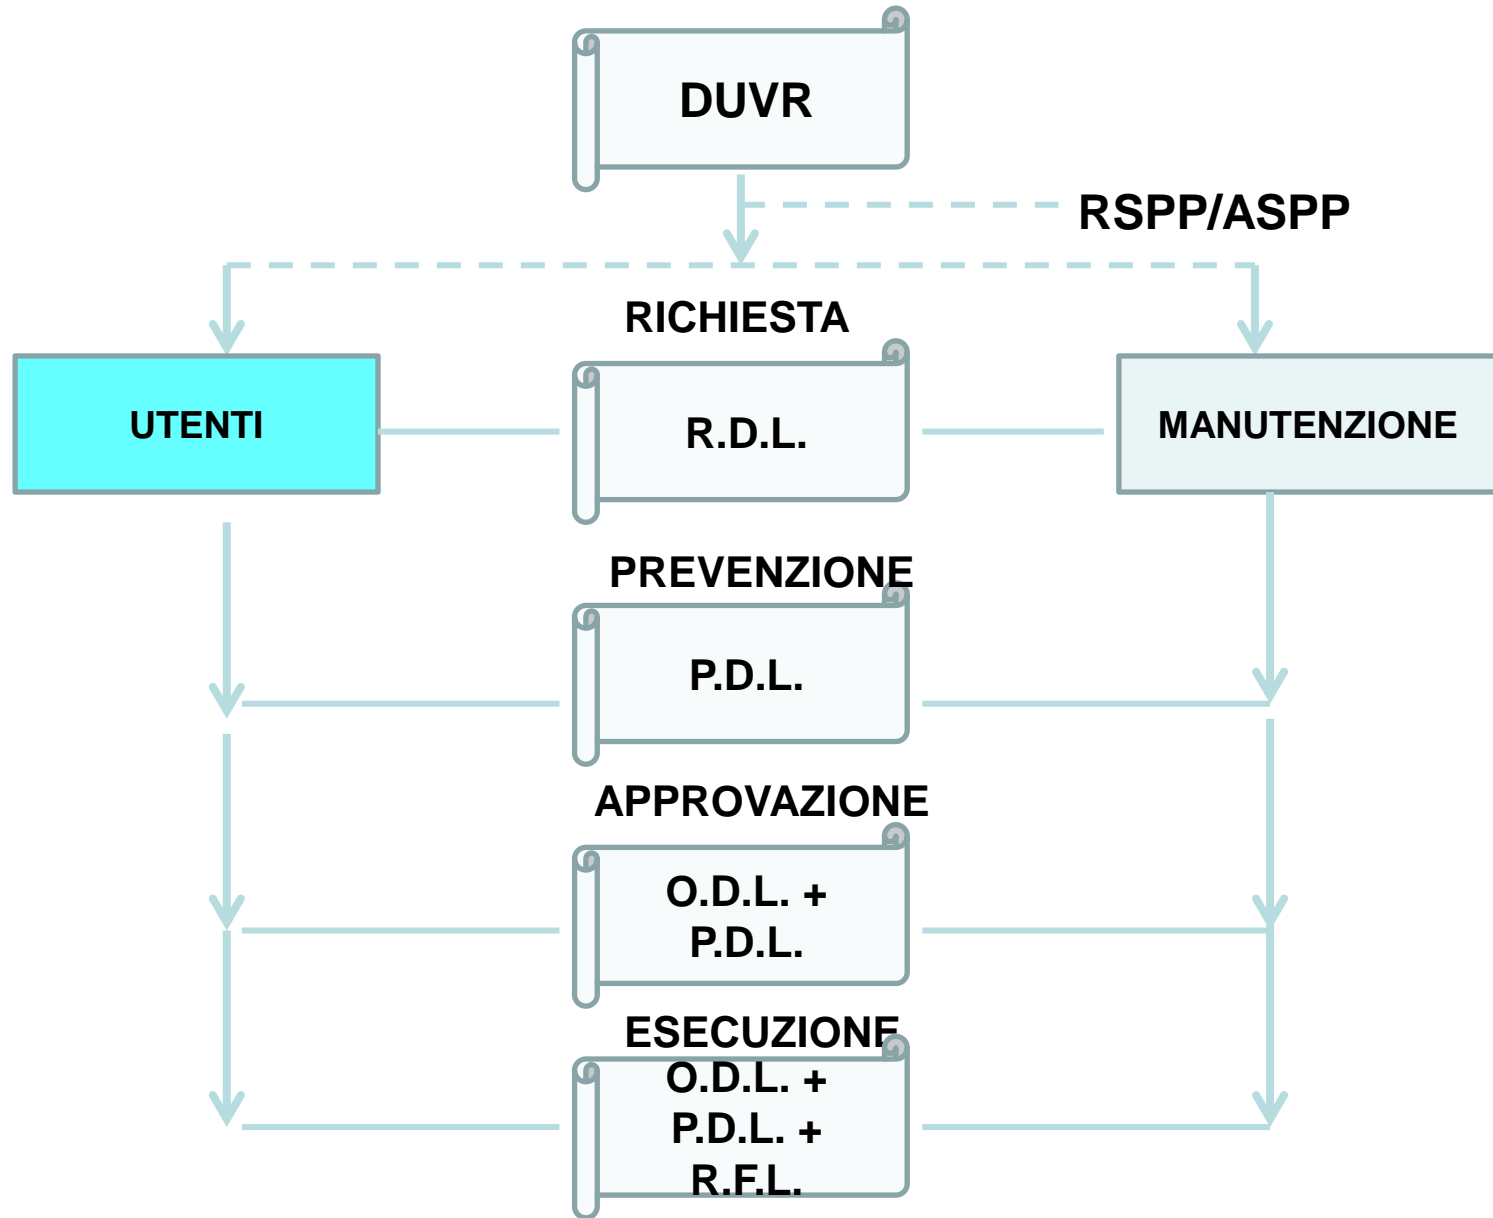 DUVR
RSPP/ASPP
RICHIESTA
UTENTI
R.D.L.
MANUTENZIONE
PREVENZIONE
P.D.L.
APPROVAZIONE
O.D.L. +
P.D.L.
ESECUZIONE
O.D.L. +
P.D.L. +
R.F.L.